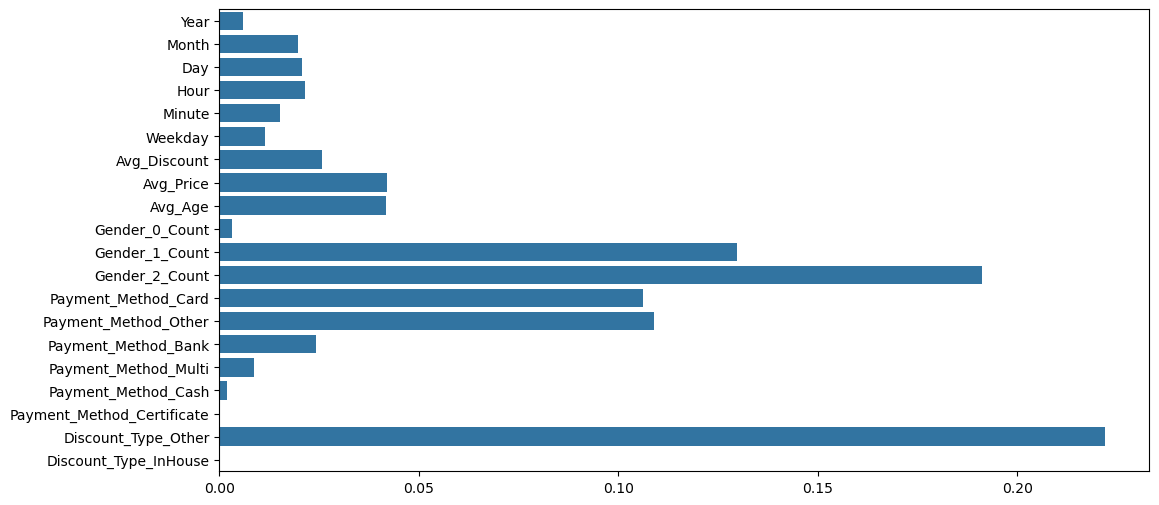 Year
Month
Day
Hour
Minute
Weekday
Avg_Discount
Avg_Price
Avg_Age
Gender_0_Count
Gender_1_Count
Gender_2_Count
Payment_Method_Card
Payment_Method_Other
Payment_Method_Bank
Payment_Method_Multi
Payment_Method_Cash
Payment_Method_Certificate
Discount_Type_Other
Discount_Type_InHouse
0.00 0.05 0.10 0.15 0.20